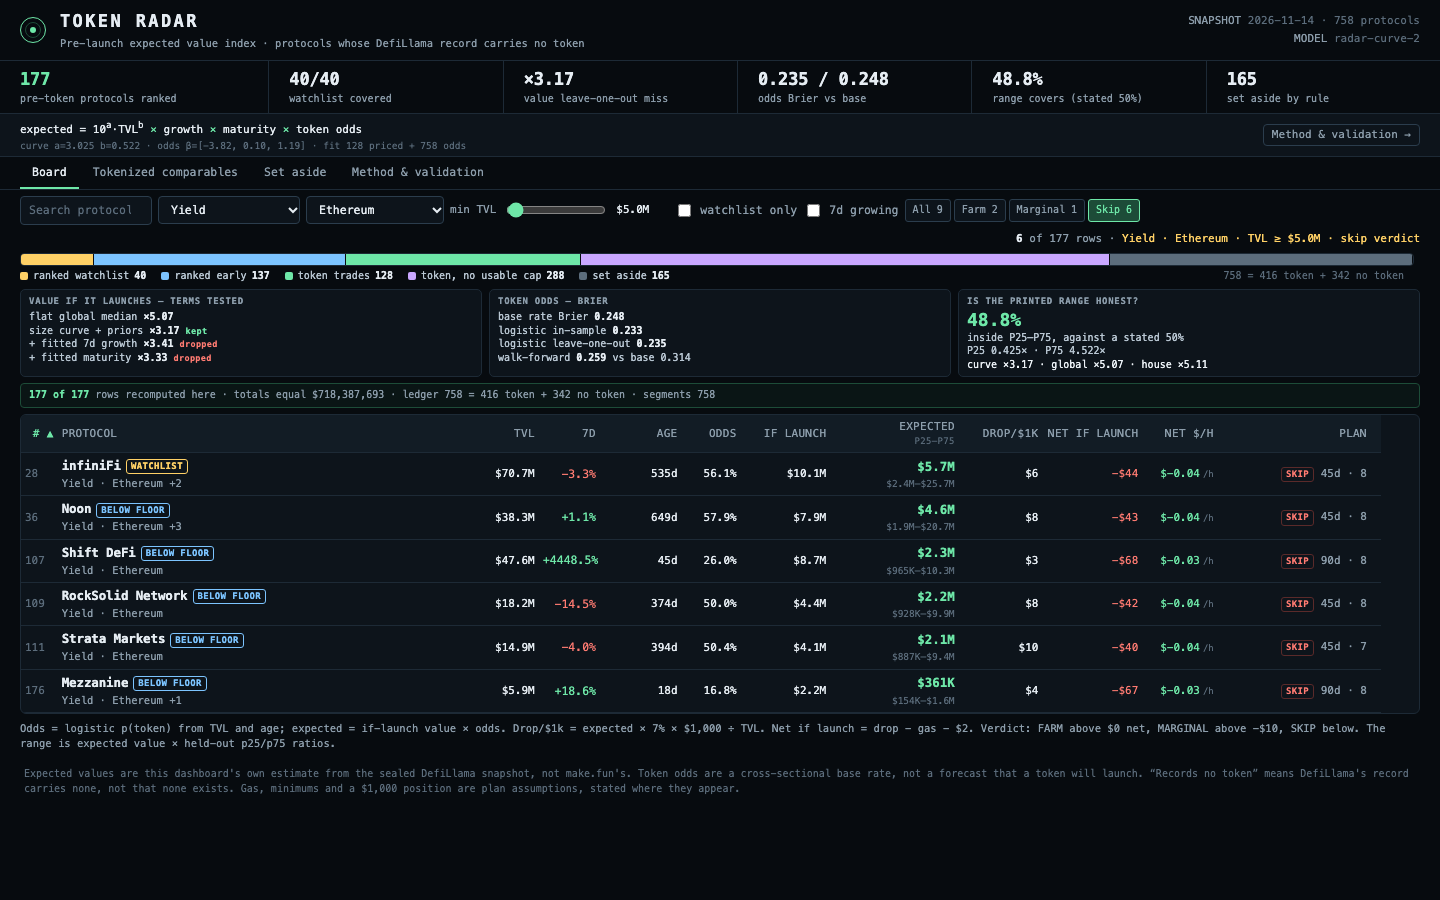 TOKEN RADAR
Pre-launch expected value index · protocols whose DefiLlama record carries no token
SNAPSHOT 2026-11-14 · 758 protocols
MODEL radar-curve-2
177
pre-token protocols ranked
40/40
watchlist covered
×3.17
value leave-one-out miss
0.235 / 0.248
odds Brier vs base
48.8%
range covers (stated 50%)
165
set aside by rule
expected = 10^a·TVL^b × growth × maturity × token odds
curve a=3.025 b=0.522 · odds β=[−3.82, 0.10, 1.19] · fit 128 priced + 758 odds
Method & validation →
Board Tokenized comparables Set aside Method & validation
Search protocol Yield Ethereum min TVL $5.0M watchlist only 7d growing All 9 Farm 2 Marginal 1 Skip 6
6 of 177 rows · Yield · Ethereum · TVL ≥ $5.0M · skip verdict
ranked watchlist 40 ranked early 137 token trades 128 token, no usable cap 288 set aside 165
758 = 416 token + 342 no token
VALUE IF IT LAUNCHES — TERMS TESTED
flat global median ×5.07
size curve + priors ×3.17 kept
+ fitted 7d growth ×3.41 dropped
+ fitted maturity ×3.33 dropped
TOKEN ODDS — BRIER
base rate Brier 0.248
logistic in-sample 0.233
logistic leave-one-out 0.235
walk-forward 0.259 vs base 0.314
IS THE PRINTED RANGE HONEST?
48.8%
inside P25–P75, against a stated 50%
P25 0.425× · P75 4.522×
curve ×3.17 · global ×5.07 · house ×5.11
177 of 177 rows recomputed here · totals equal $718,387,693 · ledger 758 = 416 token + 342 no token · segments 758
# ▲ PROTOCOL TVL 7D AGE ODDS IF LAUNCH EXPECTED P25–P75 DROP/$1K NET IF LAUNCH NET $/H PLAN
28 infiniFi WATCHLIST $70.7M −3.3% 535d 56.1% $10.1M $5.7M $6 −$44 $−0.04 /h SKIP 45d · 8
Yield · Ethereum +2 $2.4M–$25.7M
36 Noon BELOW FLOOR $38.3M +1.1% 649d 57.9% $7.9M $4.6M $8 −$43 $−0.04 /h SKIP 45d · 8
Yield · Ethereum +3 $1.9M–$20.7M
107 Shift DeFi BELOW FLOOR $47.6M +4448.5% 45d 26.0% $8.7M $2.3M $3 −$68 $−0.03 /h SKIP 90d · 8
Yield · Ethereum $965K–$10.3M
109 RockSolid Network BELOW FLOOR $18.2M −14.5% 374d 50.0% $4.4M $2.2M $8 −$42 $−0.04 /h SKIP 45d · 8
Yield · Ethereum $928K–$9.9M
111 Strata Markets BELOW FLOOR $14.9M −4.0% 394d 50.4% $4.1M $2.1M $10 −$40 $−0.04 /h SKIP 45d · 7
Yield · Ethereum $887K–$9.4M
176 Mezzanine BELOW FLOOR $5.9M +18.6% 18d 16.8% $2.2M $361K $4 −$67 $−0.03 /h SKIP 90d · 8
Yield · Ethereum +1 $154K–$1.6M
Odds = logistic p(token) from TVL and age; expected = if-launch value × odds. Drop/$1k = expected × 7% × $1,000 ÷ TVL. Net if launch = drop − gas − $2. Verdict: FARM above $0 net, MARGINAL above −$10, SKIP below. The
range is expected value × held-out p25/p75 ratios.
Expected values are this dashboard's own estimate from the sealed DefiLlama snapshot, not make.fun's. Token odds are a cross-sectional base rate, not a forecast that a token will launch. “Records no token” means DefiLlama's record
carries none, not that none exists. Gas, minimums and a $1,000 position are plan assumptions, stated where they appear.